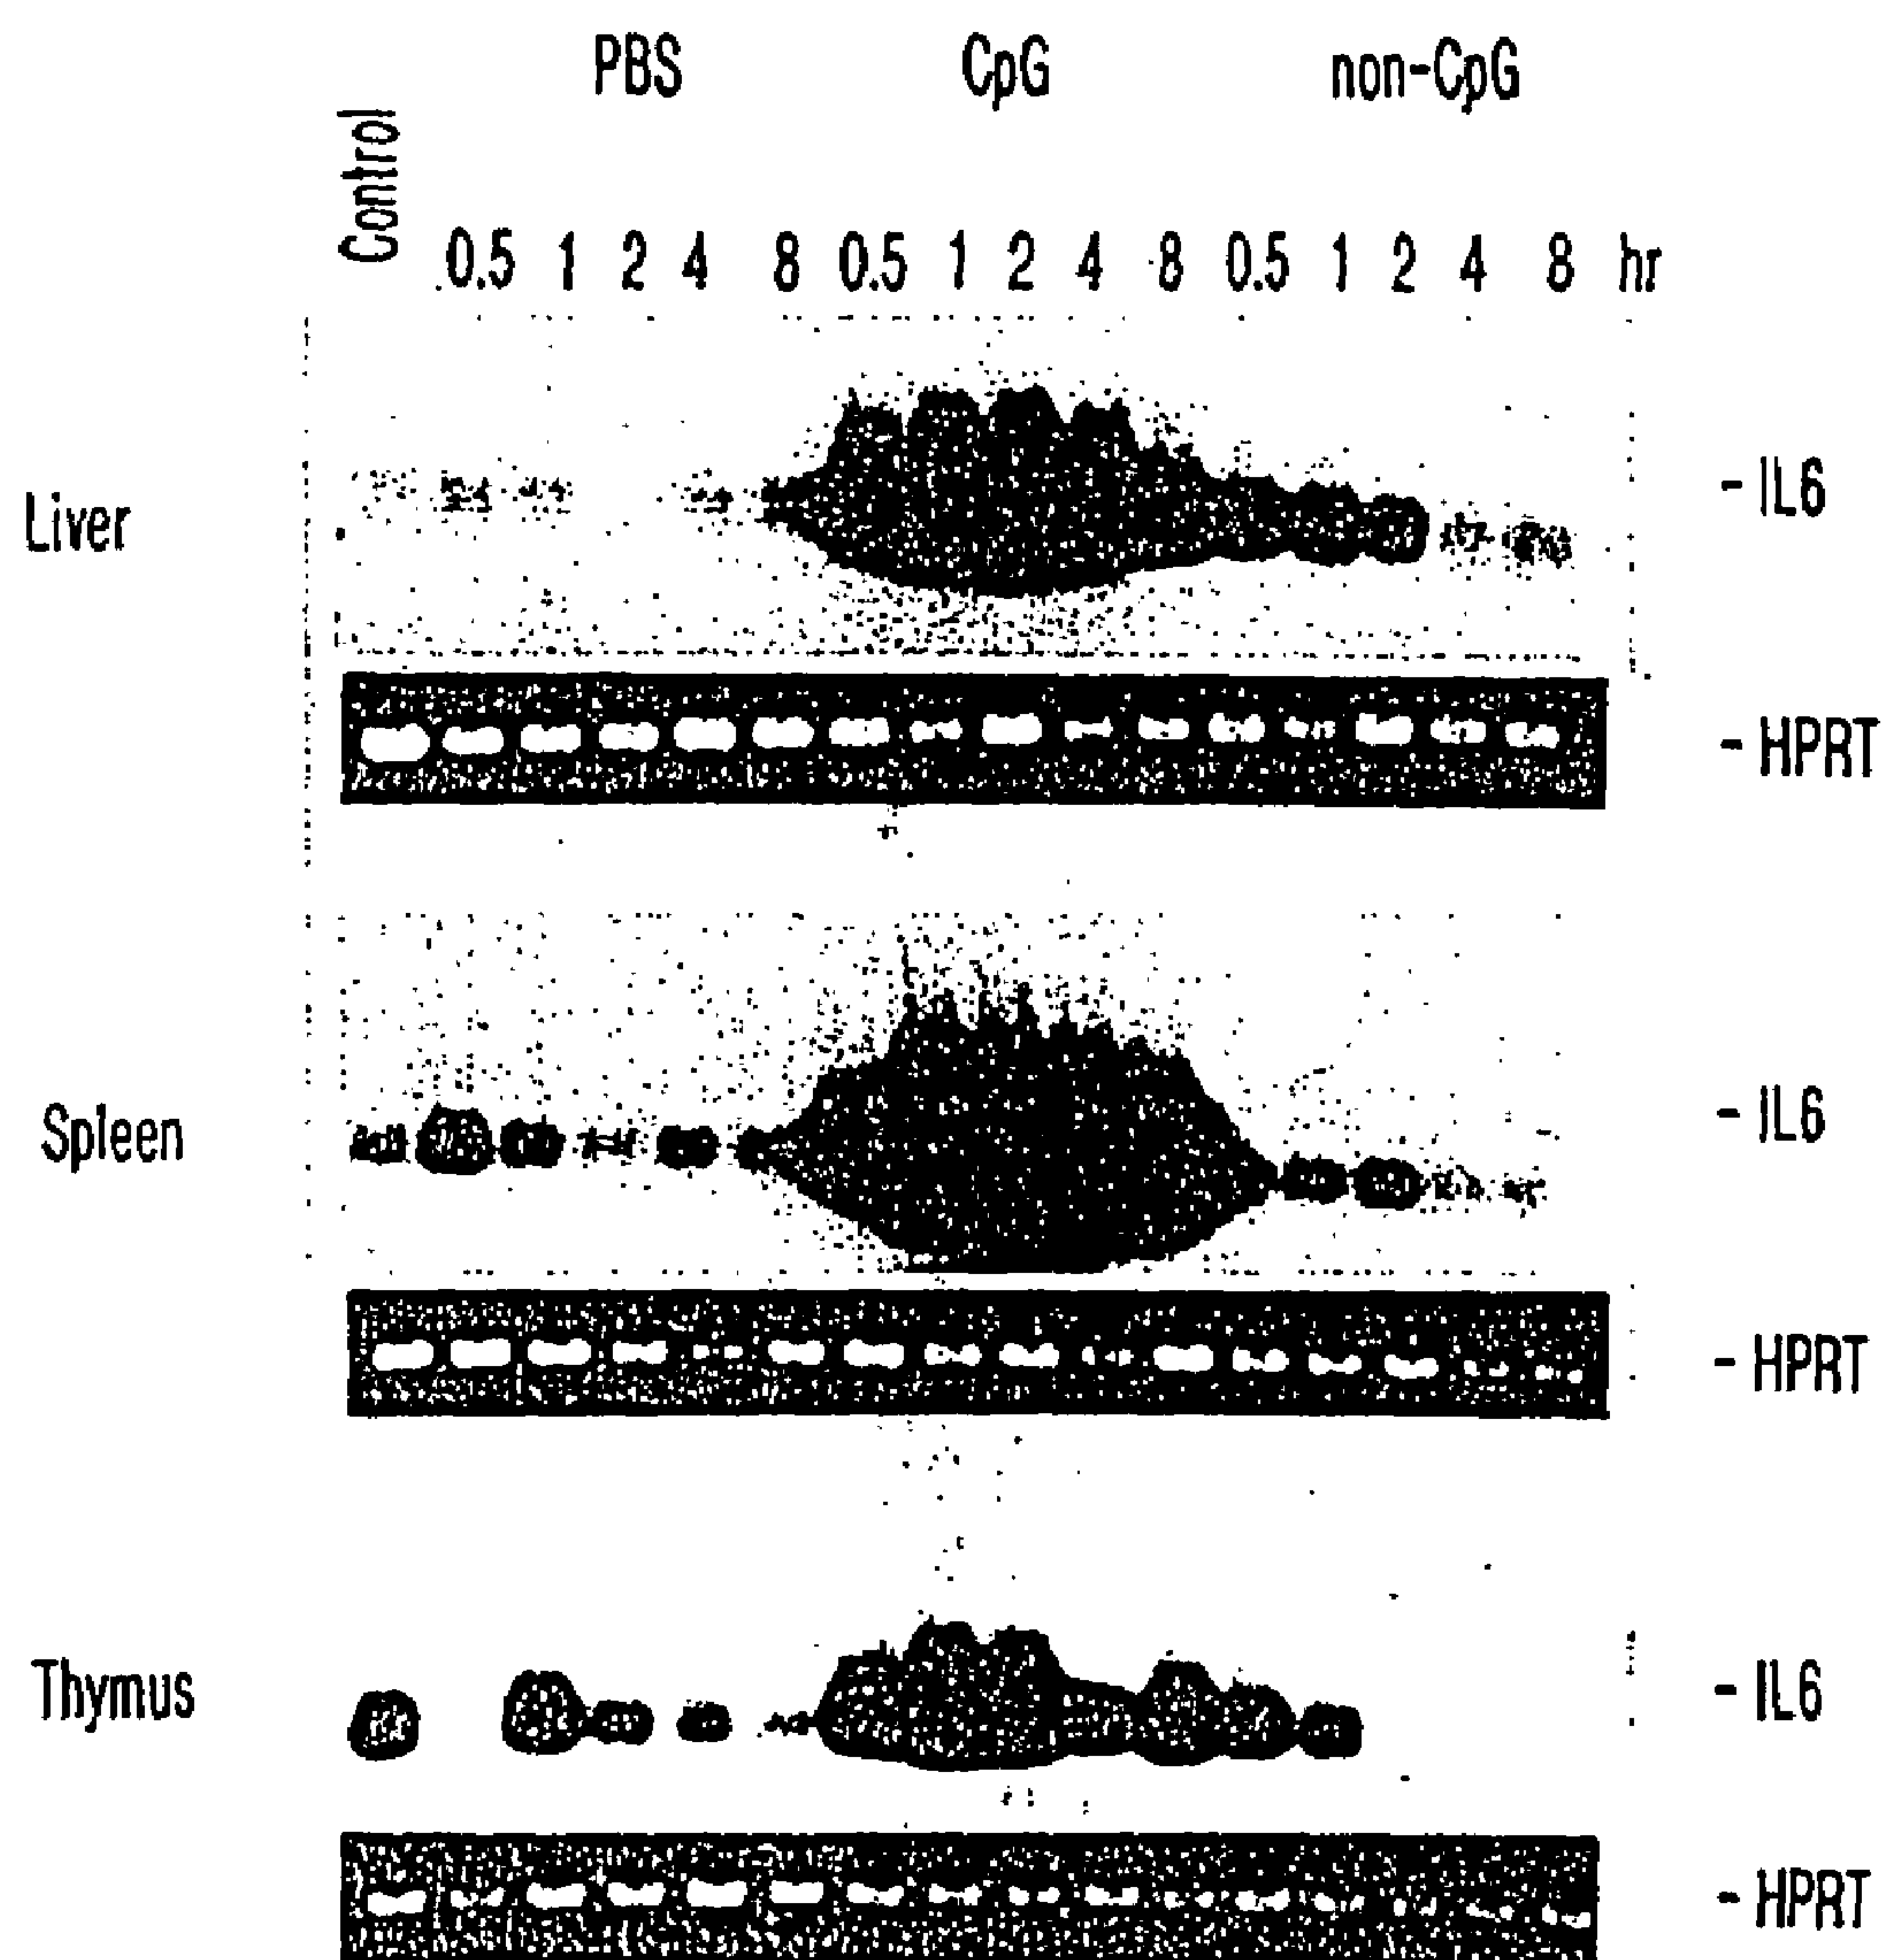 PBS CpG non-CpG
Control
0.5 1 2 4 8 0.5 1 2 4 8 0.5 1 2 4 8 hr
Liver
- IL6
- HPRT
Spleen
- IL6
- HPRT
Thymus
- IL6
- HPRT